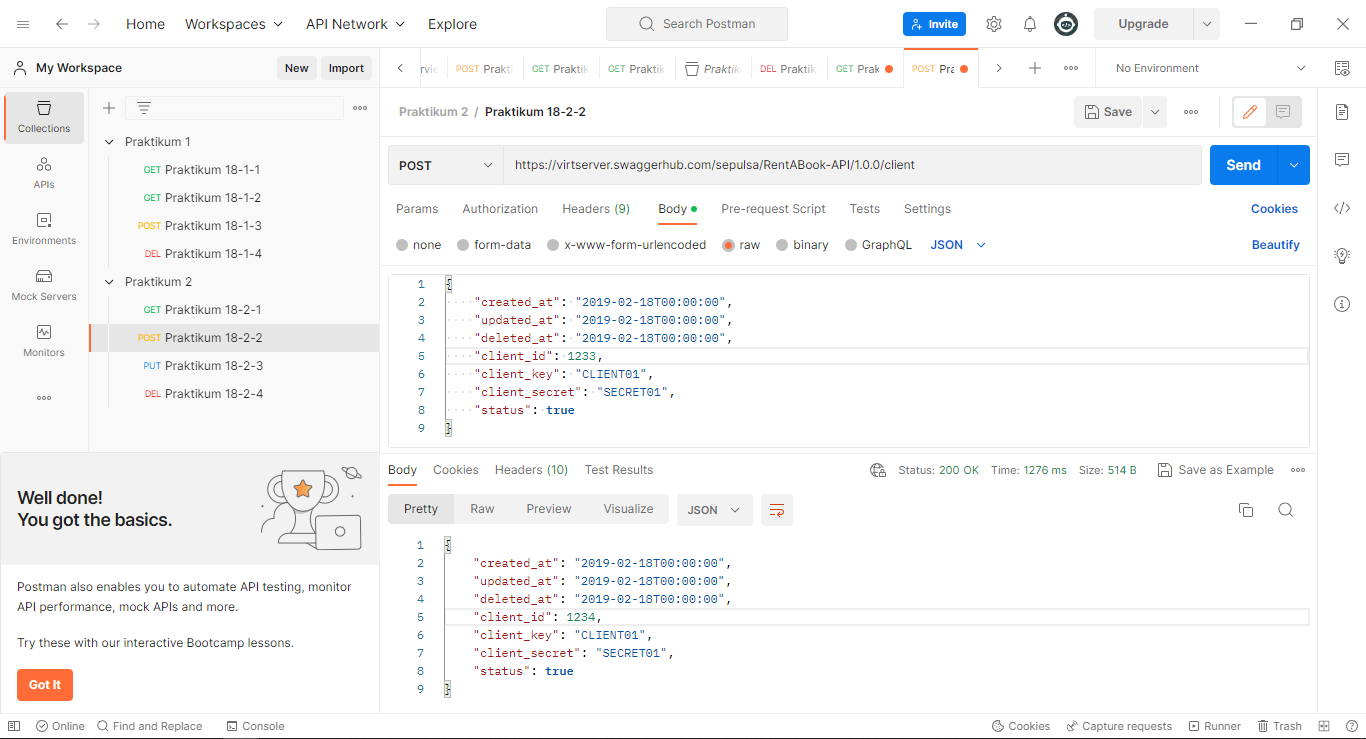 Home Workspaces API Network Explore Search Postman Invite Upgrade
My Workspace New Import
rvie POST Prakti GET Praktik GET Praktik Praktik DEL Praktik GET Prak POST Pra No Environment
Collections
APIs
Environments
Mock Servers
Monitors
Praktikum 1
GET Praktikum 18-1-1
GET Praktikum 18-1-2
POST Praktikum 18-1-3
DEL Praktikum 18-1-4
Praktikum 2
GET Praktikum 18-2-1
POST Praktikum 18-2-2
PUT Praktikum 18-2-3
DEL Praktikum 18-2-4
Well done!
You got the basics.
Postman also enables you to automate API testing, monitor
API performance, mock APIs and more.
Try these with our interactive Bootcamp lessons.
Got It
Praktikum 2 / Praktikum 18-2-2 Save
POST https://virtserver.swaggerhub.com/sepulsa/RentABook-API/1.0.0/client Send
Params Authorization Headers (9) Body Pre-request Script Tests Settings Cookies
none form-data x-www-form-urlencoded raw binary GraphQL JSON Beautify
1 {
2 "created_at": "2019-02-18T00:00:00",
3 "updated_at": "2019-02-18T00:00:00",
4 "deleted_at": "2019-02-18T00:00:00",
5 "client_id": 1233,
6 "client_key": "CLIENT01",
7 "client_secret": "SECRET01",
8 "status": true
9 }
Body Cookies Headers (10) Test Results Status: 200 OK Time: 1276 ms Size: 514 B Save as Example
Pretty Raw Preview Visualize JSON
1 {
2 "created_at": "2019-02-18T00:00:00",
3 "updated_at": "2019-02-18T00:00:00",
4 "deleted_at": "2019-02-18T00:00:00",
5 "client_id": 1234,
6 "client_key": "CLIENT01",
7 "client_secret": "SECRET01",
8 "status": true
9 }
Online Find and Replace Console Cookies Capture requests Runner Trash